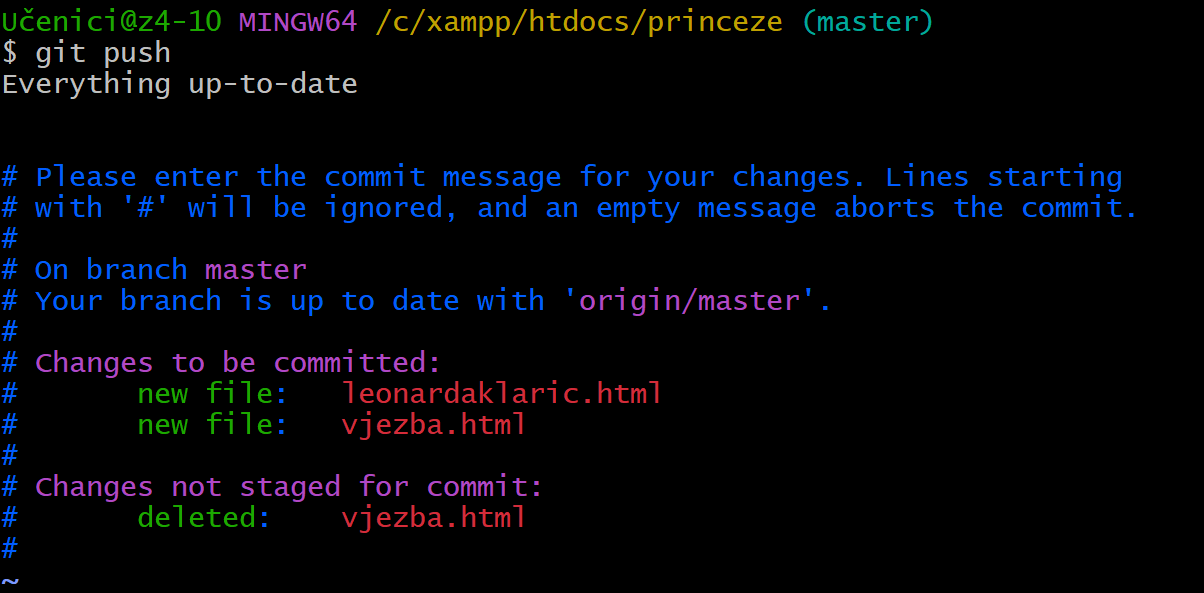 Učenici@z4-10 MINGW64 /c/xampp/htdocs/princeze (master)
$ git push
Everything up-to-date
# Please enter the commit message for your changes. Lines starting
# with '#' will be ignored, and an empty message aborts the commit.
#
# On branch master
# Your branch is up to date with 'origin/master'.
#
# Changes to be committed:
#       new file:   leonardaklaric.html
#       new file:   vjezba.html
#
# Changes not staged for commit:
#       deleted:    vjezba.html
#
~